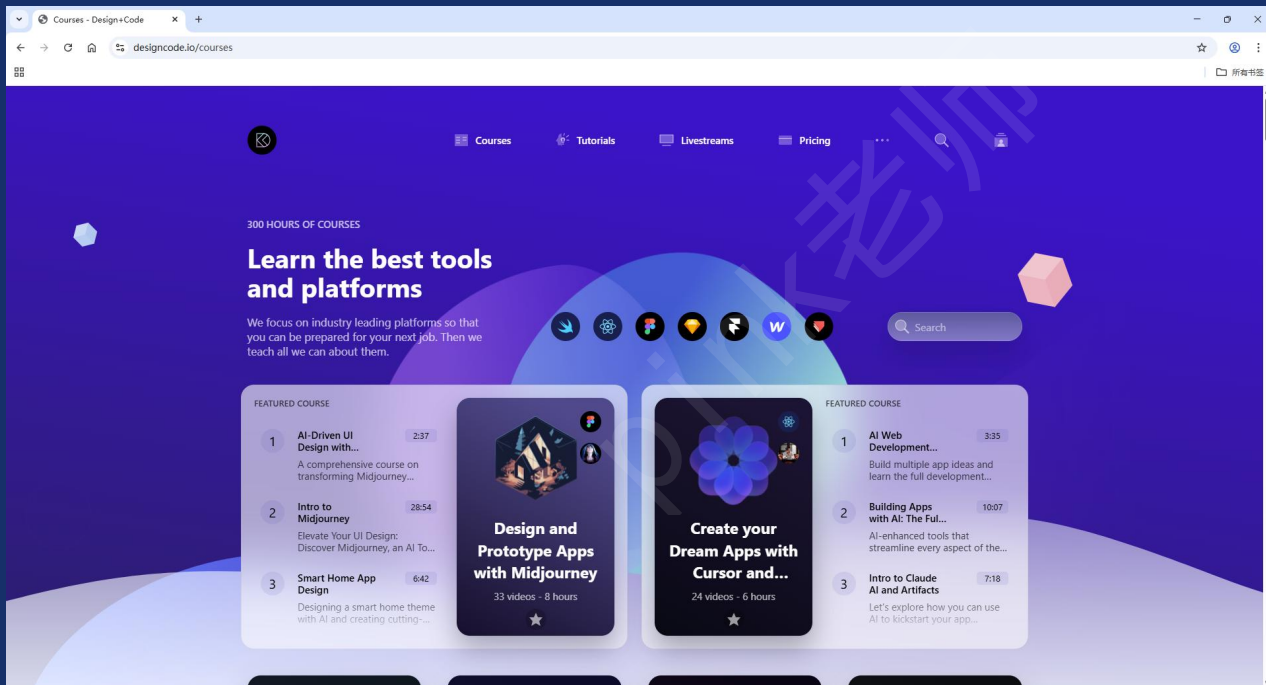 Courses - Design+Code
designcode.io/courses
所有书签
Courses
Tutorials
Livestreams
Pricing
300 HOURS OF COURSES
Learn the best tools
and platforms
We focus on industry leading platforms so that
you can be prepared for your next job. Then we
teach all we can about them.
Search
FEATURED COURSE
1
AI-Driven UI
Design with...
2:37
A comprehensive course on
transforming Midjourney...
2
Intro to
Midjourney
28:54
Elevate Your UI Design:
Discover Midjourney, an AI To...
3
Smart Home App
Design
6:42
Designing a smart home theme
with AI and creating cutting-...
Design and
Prototype Apps
with Midjourney
33 videos - 8 hours
Create your
Dream Apps with
Cursor and...
24 videos - 6 hours
FEATURED COURSE
1
AI Web
Development...
3:35
Build multiple app ideas and
learn the full development...
2
Building Apps
with AI: The Ful...
10:07
AI-enhanced tools that
streamline every aspect of the...
3
Intro to Claude
AI and Artifacts
7:18
Let's explore how you can use
AI to kickstart your app...
pink老师